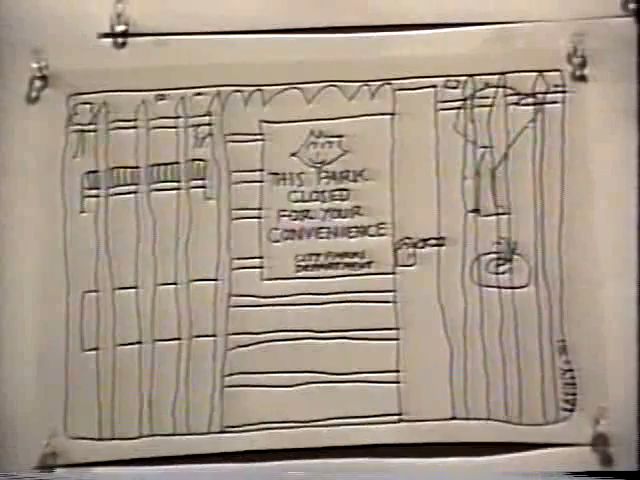 THIS PARK
CLOSED
FOR YOUR
CONVENIENCE
CITY PARKS
DEPARTMENT